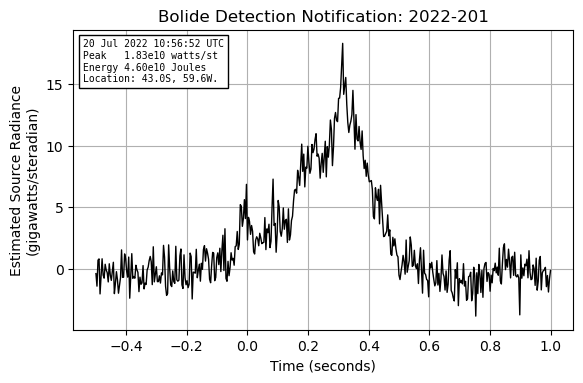 Bolide Detection Notification: 2022-201
20 Jul 2022 10:56:52 UTC
Peak   1.83e10 watts/st
Energy 4.60e10 Joules
Location: 43.0S, 59.6W.
Estimated Source Radiance
(gigawatts/steradian)
15
10
5
0
−0.4 −0.2 0.0 0.2 0.4 0.6 0.8 1.0
Time (seconds)